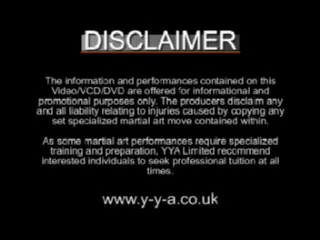 DISCLAIMER
The information and performances contained on this
Video/VCD/DVD are offered for informational and
promotional purposes only. The producers disclaim any
and all liability relating to injuries caused by copying any
set specialized martial art move contained within.
As some martial art performances require specialized
training and preparation, YYA Limited recommend
interested individuals to seek professional tuition at all
times.
www.y-y-a.co.uk